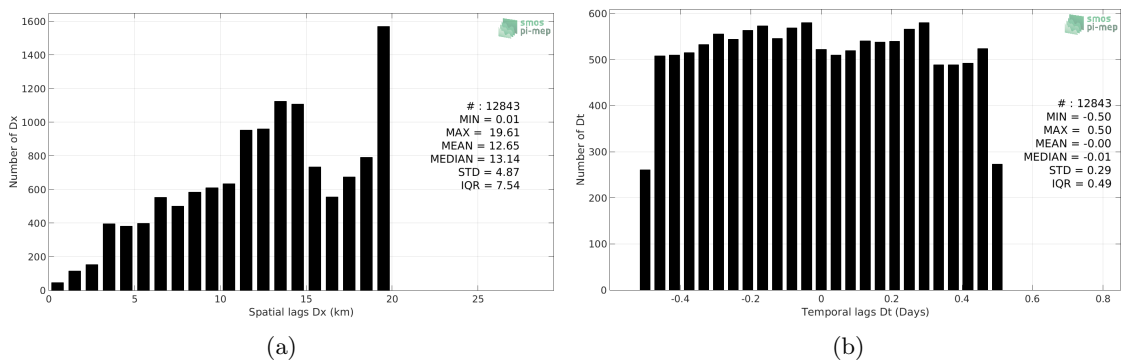 1600
1400
1200
1000
800
600
400
200
0
Number of Dx
0 5 10 15 20 25
Spatial lags Dx (km)
smos
pi-mep
# : 12843
MIN = 0.01
MAX = 19.61
MEAN = 12.65
MEDIAN = 13.14
STD = 4.87
IQR = 7.54
(a)
600
500
400
300
200
100
0
Number of Dt
-0.4 -0.2 0 0.2 0.4 0.6 0.8
Temporal lags Dt (Days)
smos
pi-mep
# : 12843
MIN = -0.50
MAX = 0.50
MEAN = -0.00
MEDIAN = -0.01
STD = 0.29
IQR = 0.49
(b)